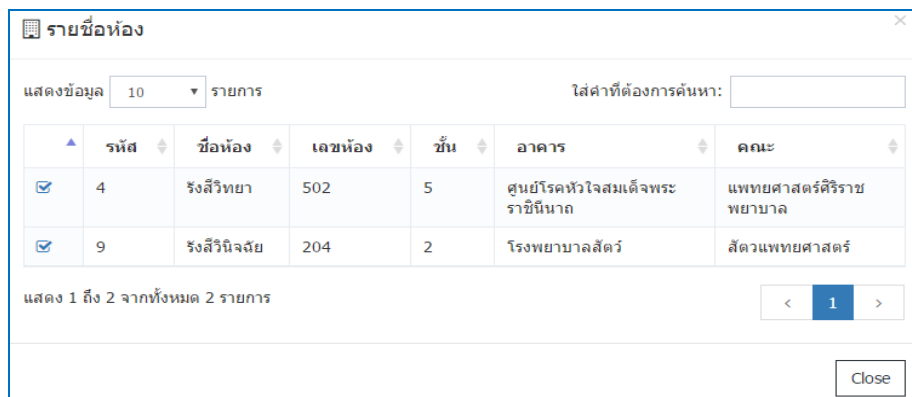 รายชื่อห้อง
×
แสดงข้อมูล 10 รายการ ใส่คำที่ต้องการค้นหา:
รหัส ชื่อห้อง เลขห้อง ชั้น อาคาร คณะ
4 รังสีวิทยา 502 5 ศูนย์โรคหัวใจสมเด็จพระ แพทยศาสตร์ศิริราช
ราชินีนาถ พยาบาล
9 รังสีวินิจฉัย 204 2 โรงพยาบาลสัตว์ สัตวแพทยศาสตร์
แสดง 1 ถึง 2 จากทั้งหมด 2 รายการ < 1 >
Close